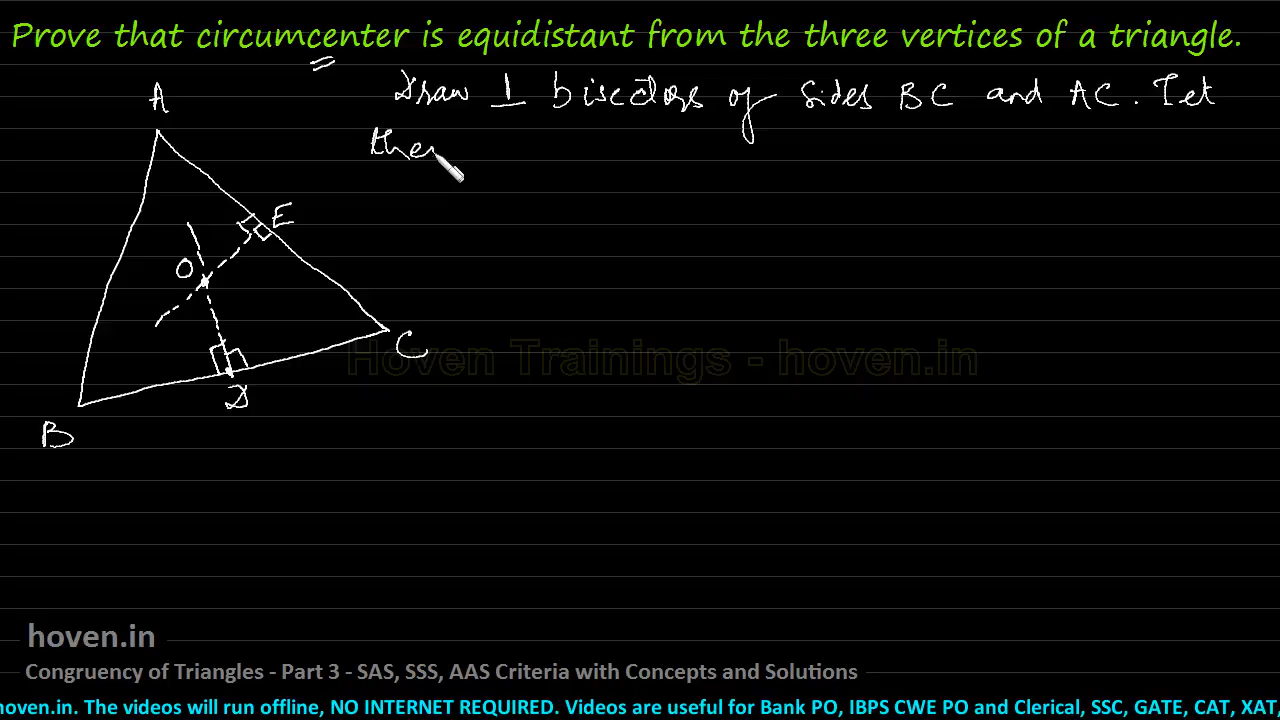 Prove that circumcenter is equidistant from the three vertices of a triangle.
Draw ⊥ bisectors of sides BC and AC. Let
them
A
E
O
C
D
B
Hoven Trainings - hoven.in
hoven.in
Congruency of Triangles - Part 3 - SAS, SSS, AAS Criteria with Concepts and Solutions
hoven.in. The videos will run offline, NO INTERNET REQUIRED. Videos are useful for Bank PO, IBPS CWE PO and Clerical, SSC, GATE, CAT, XAT,